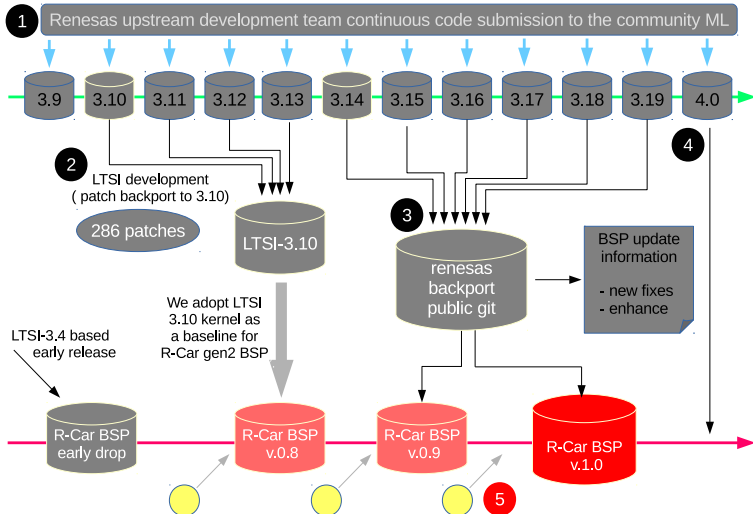 1
Renesas upstream development team continuous code submission to the community ML
3.9
3.10
3.11
3.12
3.13
3.14
3.15
3.16
3.17
3.18
3.19
4.0
2
LTSI development
( patch backport to 3.10)
286 patches
LTSI-3.10
3
renesas
backport
public git
4
BSP update
information
- new fixes
- enhance
We adopt LTSI
3.10 kernel as
a baseline for
R-Car gen2 BSP
LTSI-3.4 based
early release
R-Car BSP
early drop
R-Car BSP
v.0.8
R-Car BSP
v.0.9
R-Car BSP
v.1.0
5